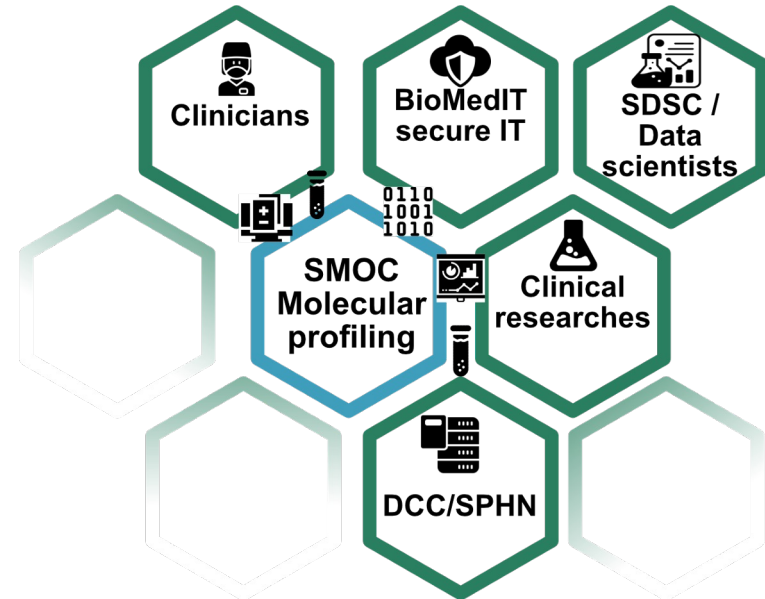 Clinicians
BioMedIT
secure IT
SDSC /
Data
scientists
0110
1001
1010
SMOC
Molecular
profiling
Clinical
researches
DCC/SPHN